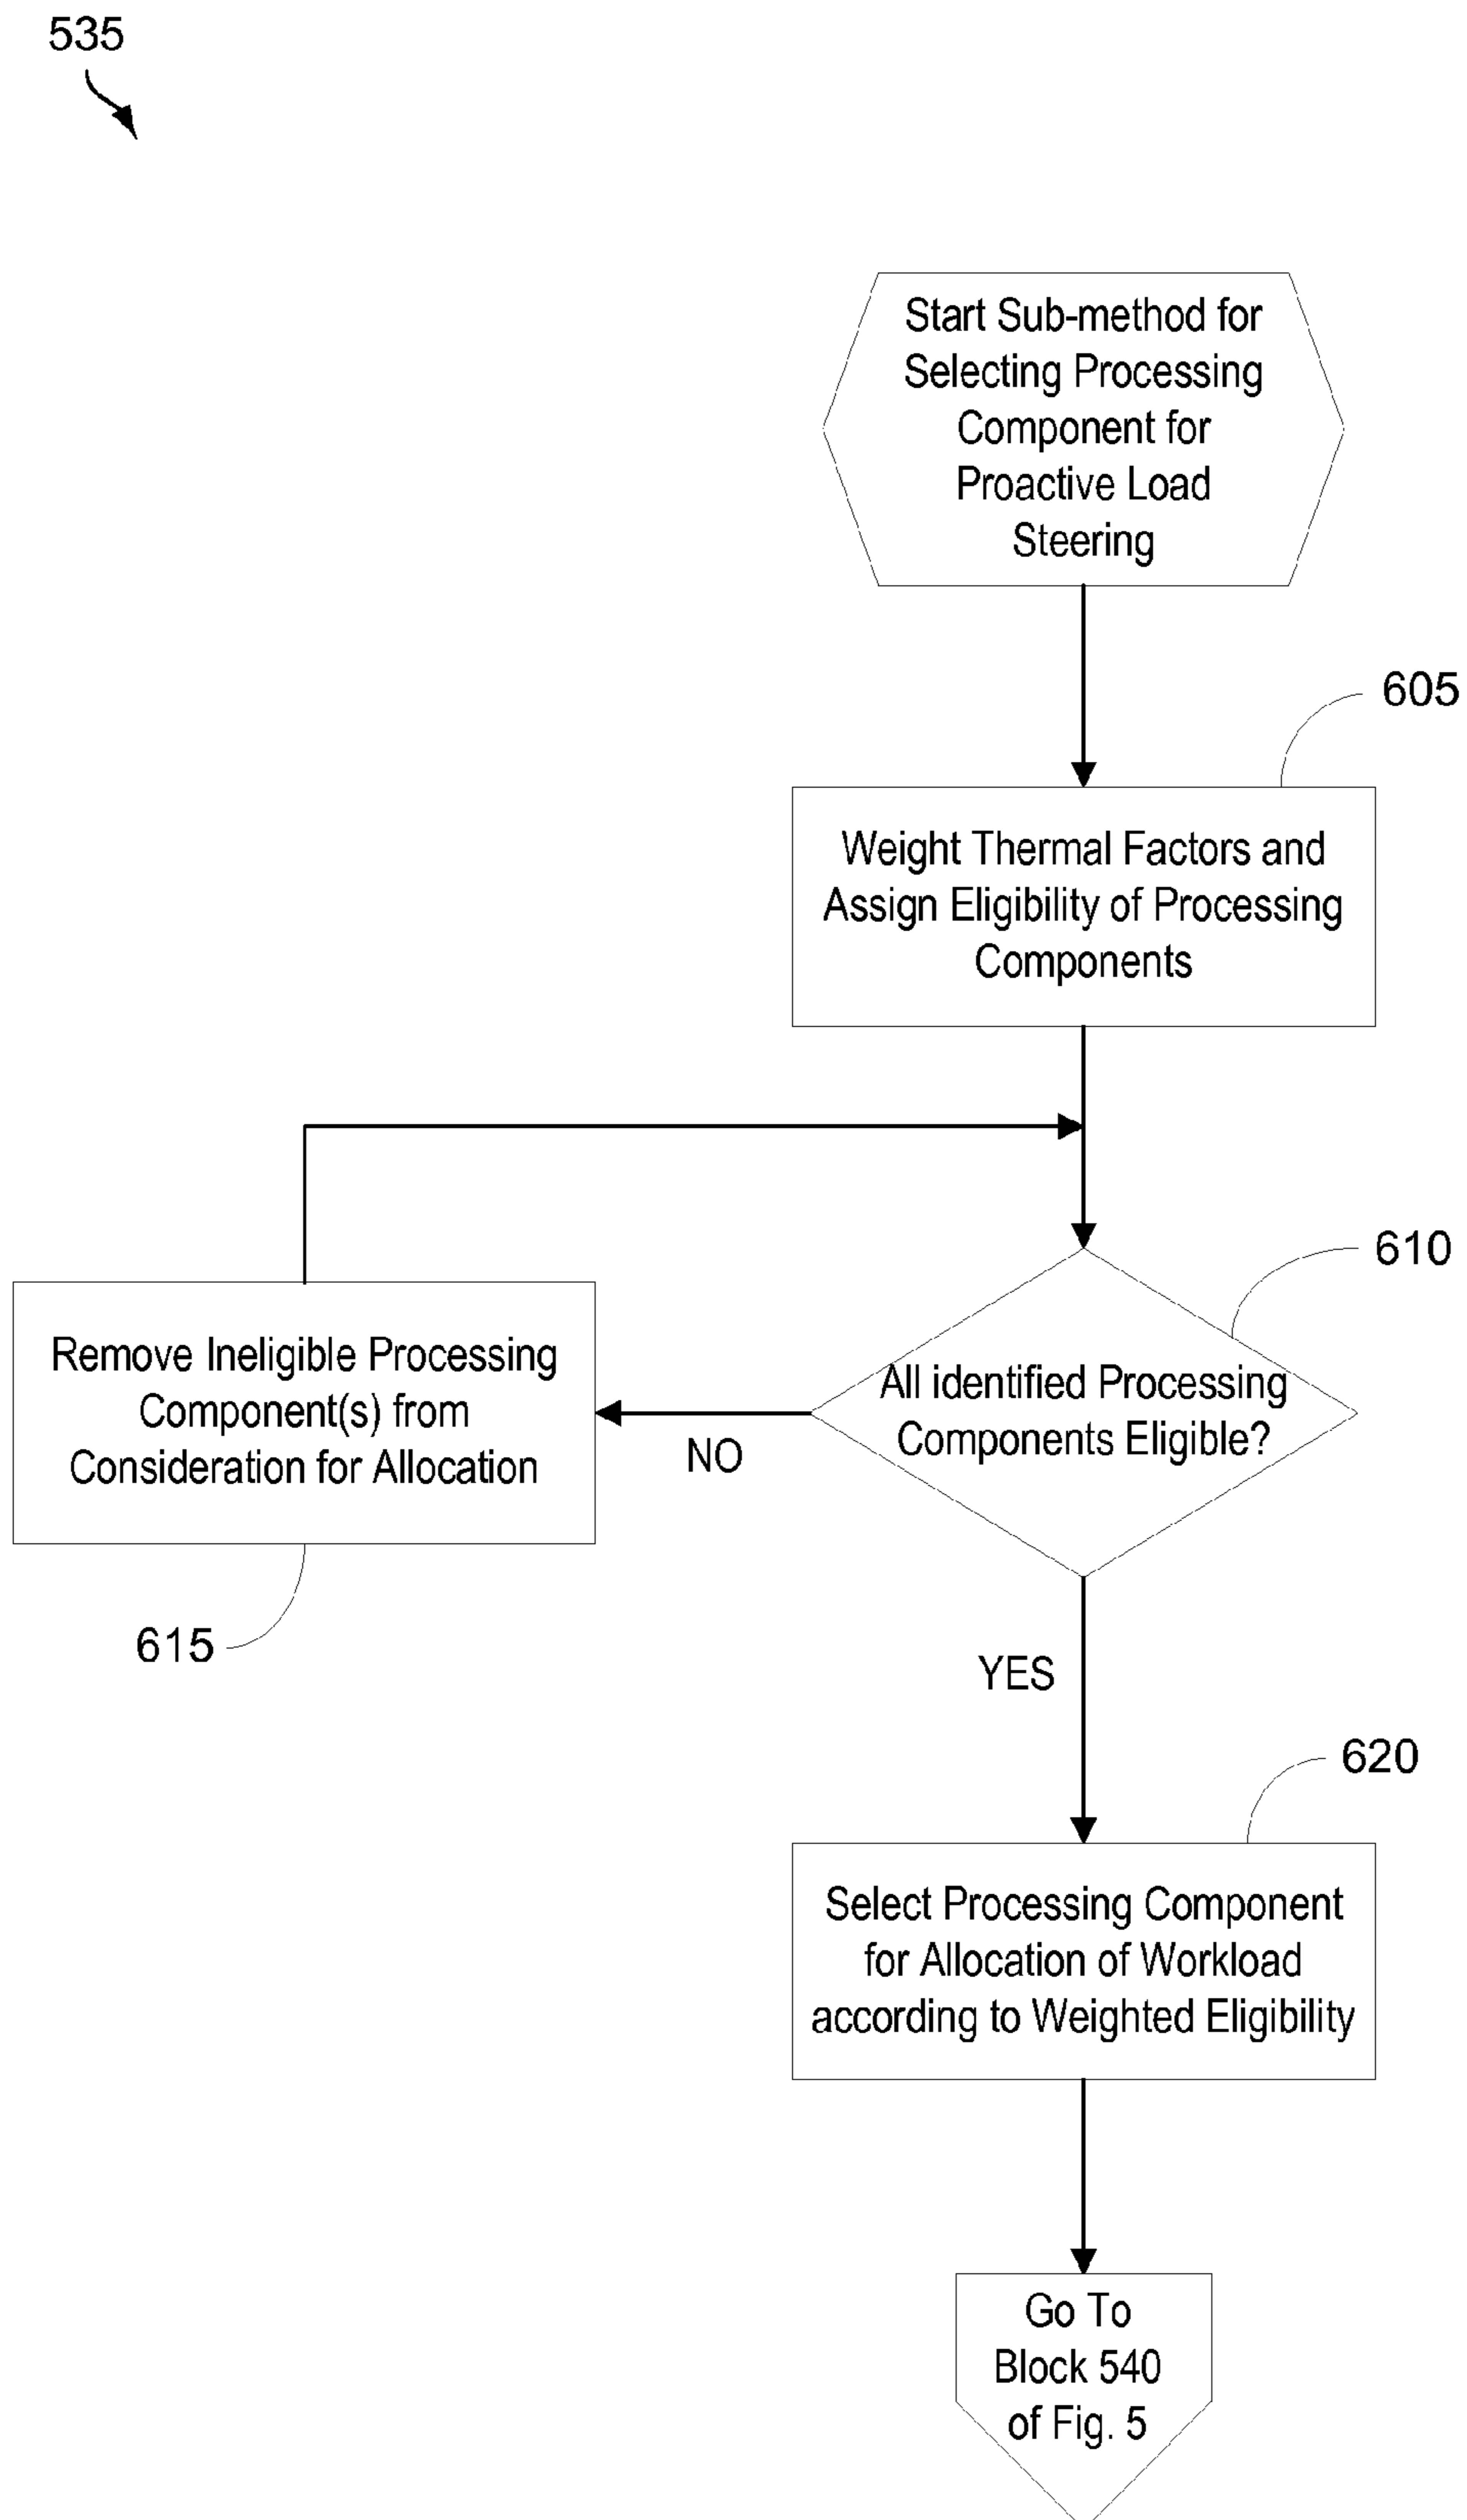 535
Start Sub-method for
Selecting Processing
Component for
Proactive Load
Steering
605
Weight Thermal Factors and
Assign Eligibility of Processing
Components
610
All identified Processing
Components Eligible?
NO
Remove Ineligible Processing
Component(s) from
Consideration for Allocation
615
YES
620
Select Processing Component
for Allocation of Workload
according to Weighted Eligibility
Go To
Block 540
of Fig. 5